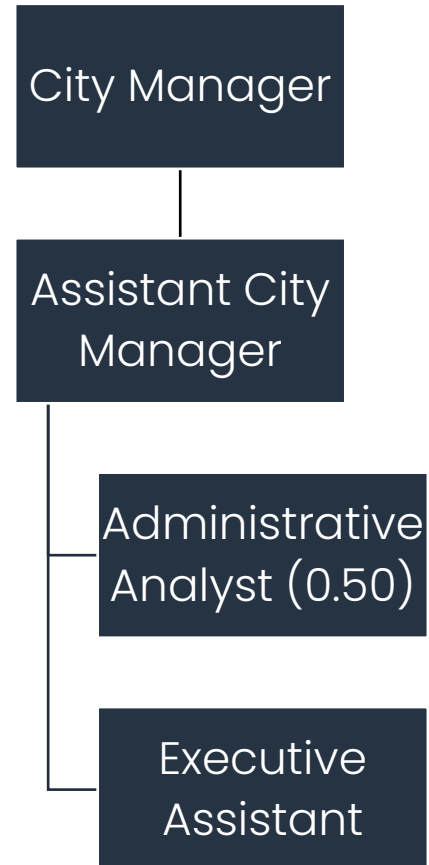 City Manager
Assistant City
Manager
Administrative
Analyst (0.50)
Executive
Assistant